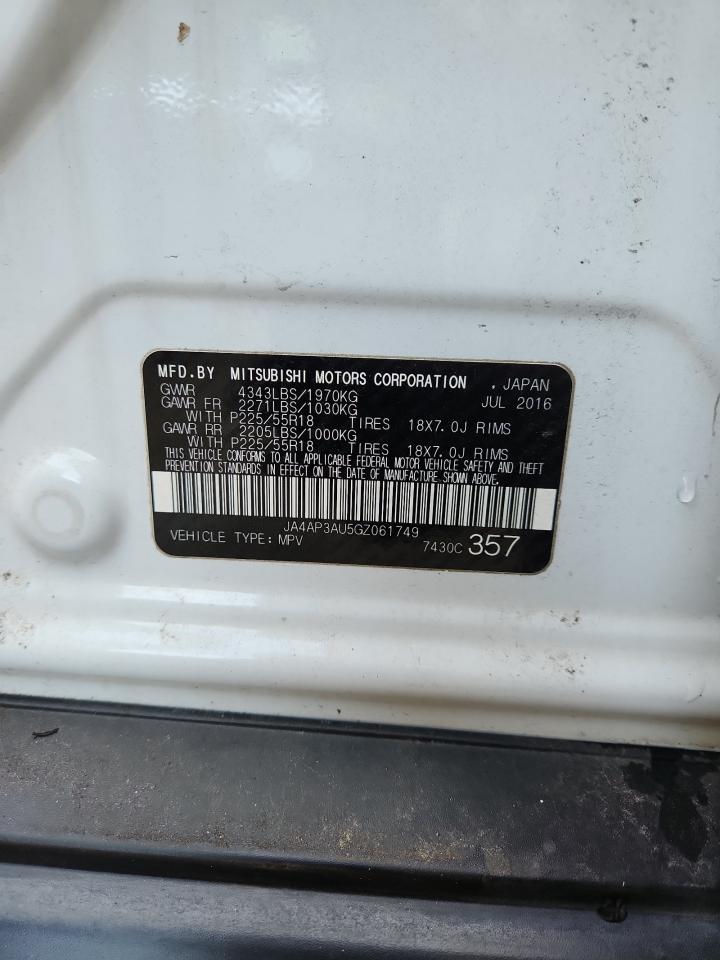 MFD.BY MITSUBISHI MOTORS CORPORATION , JAPAN
GVWR 4343LBS/1970KG JUL 2016
GAWR FR 2271LBS/1030KG
WITH P225/55R18 TIRES 18X7.0J RIMS
GAWR RR 2205LBS/1000KG
WITH P225/55R18 TIRES 18X7.0J RIMS
THIS VEHICLE CONFORMS TO ALL APPLICABLE FEDERAL MOTOR VEHICLE SAFETY AND THEFT
PREVENTION STANDARDS IN EFFECT ON THE DATE OF MANUFACTURE SHOWN ABOVE.
JA4AP3AU5GZ061749
VEHICLE TYPE: MPV 7430C 357